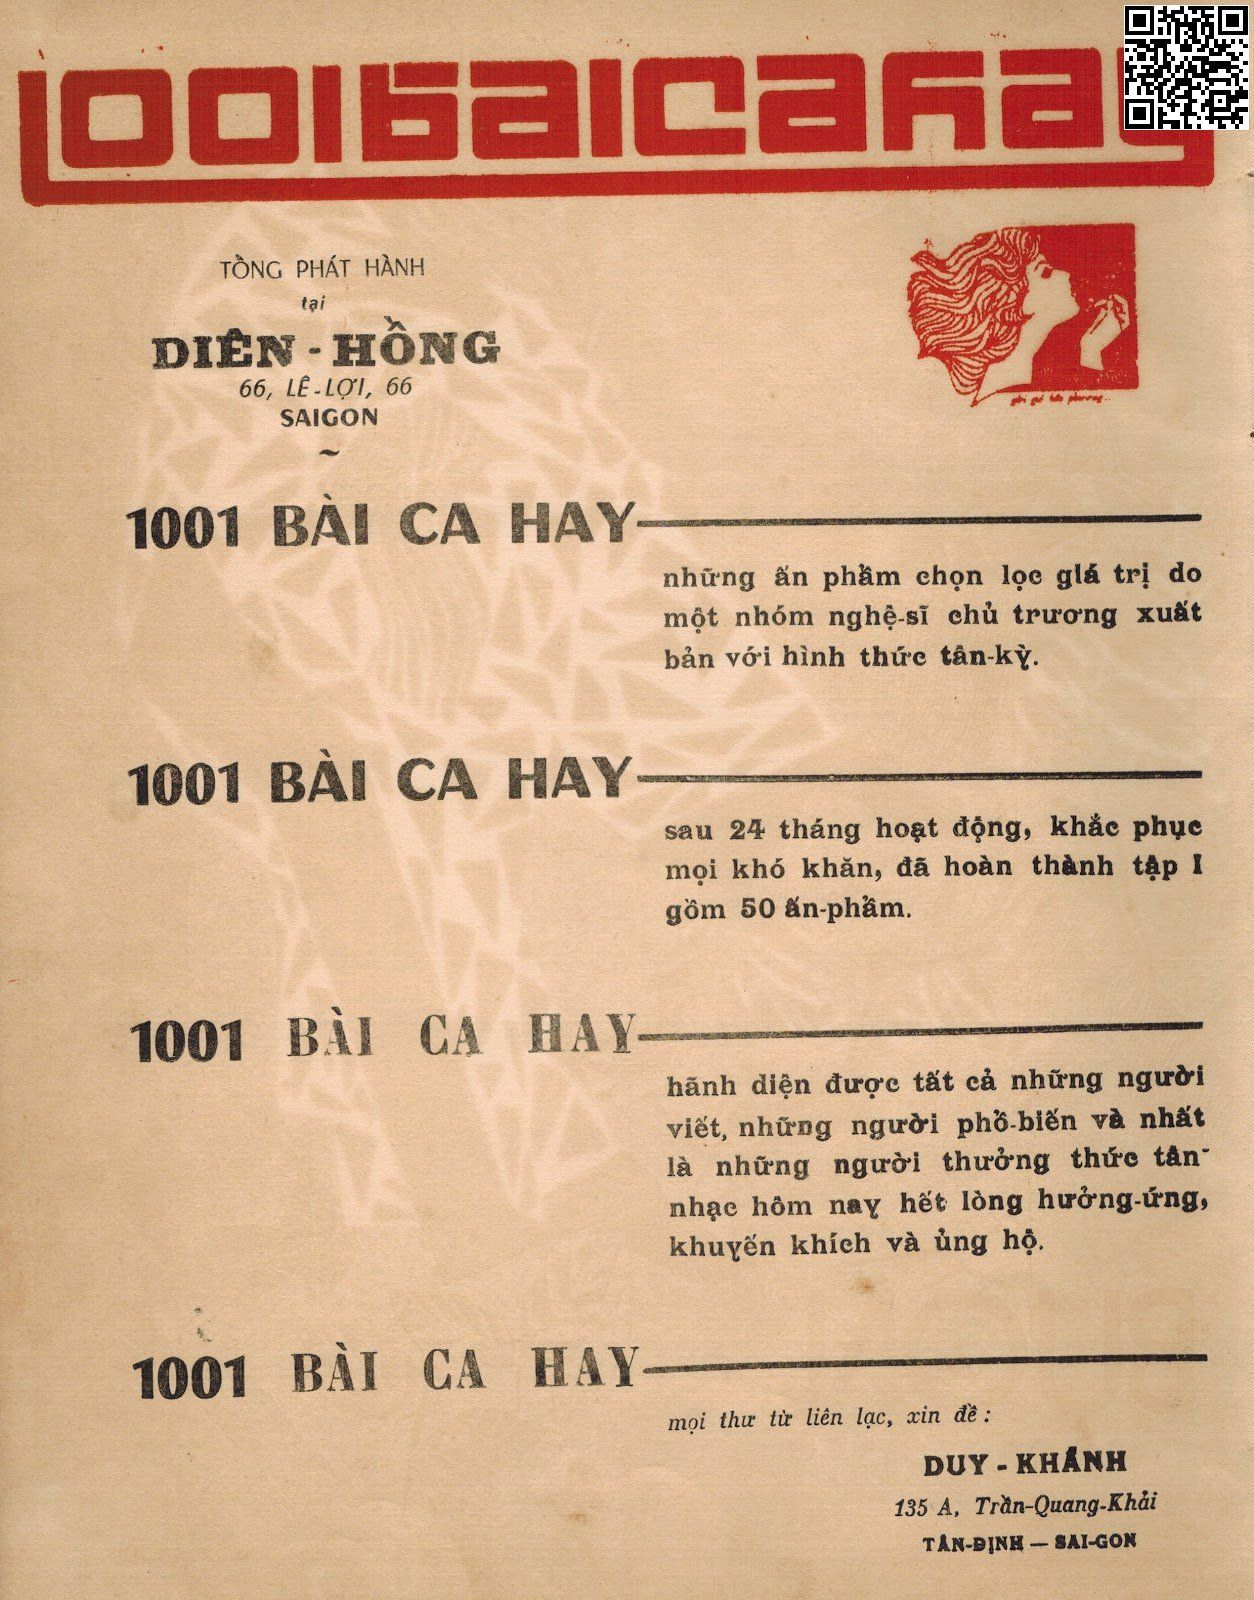 1001 bai ca hay
TỔNG PHÁT HÀNH
tại
DIÊN - HỒNG
66, LÊ-LỢI, 66
SAIGON
~
1001 BÀI CA HAY
những ấn phẩm chọn lọc giá trị do
một nhóm nghệ-sĩ chủ trương xuất
bản với hình thức tân-kỳ.
1001 BÀI CA HAY
sau 24 tháng hoạt động, khắc phục
mọi khó khăn, đã hoàn thành tập I
gồm 50 ấn-phẩm.
1001 BÀI CA HAY
hãnh diện được tất cả những người
viết, những người phổ-biến và nhất
là những người thưởng thức tân-
nhạc hôm nay hết lòng hưởng-ứng,
khuyến khích và ủng hộ.
1001 BÀI CA HAY
mọi thư từ liên lạc, xin đề :
DUY - KHÁNH
135 A, Trần-Quang-Khải
TÂN-ĐỊNH — SAI-GON